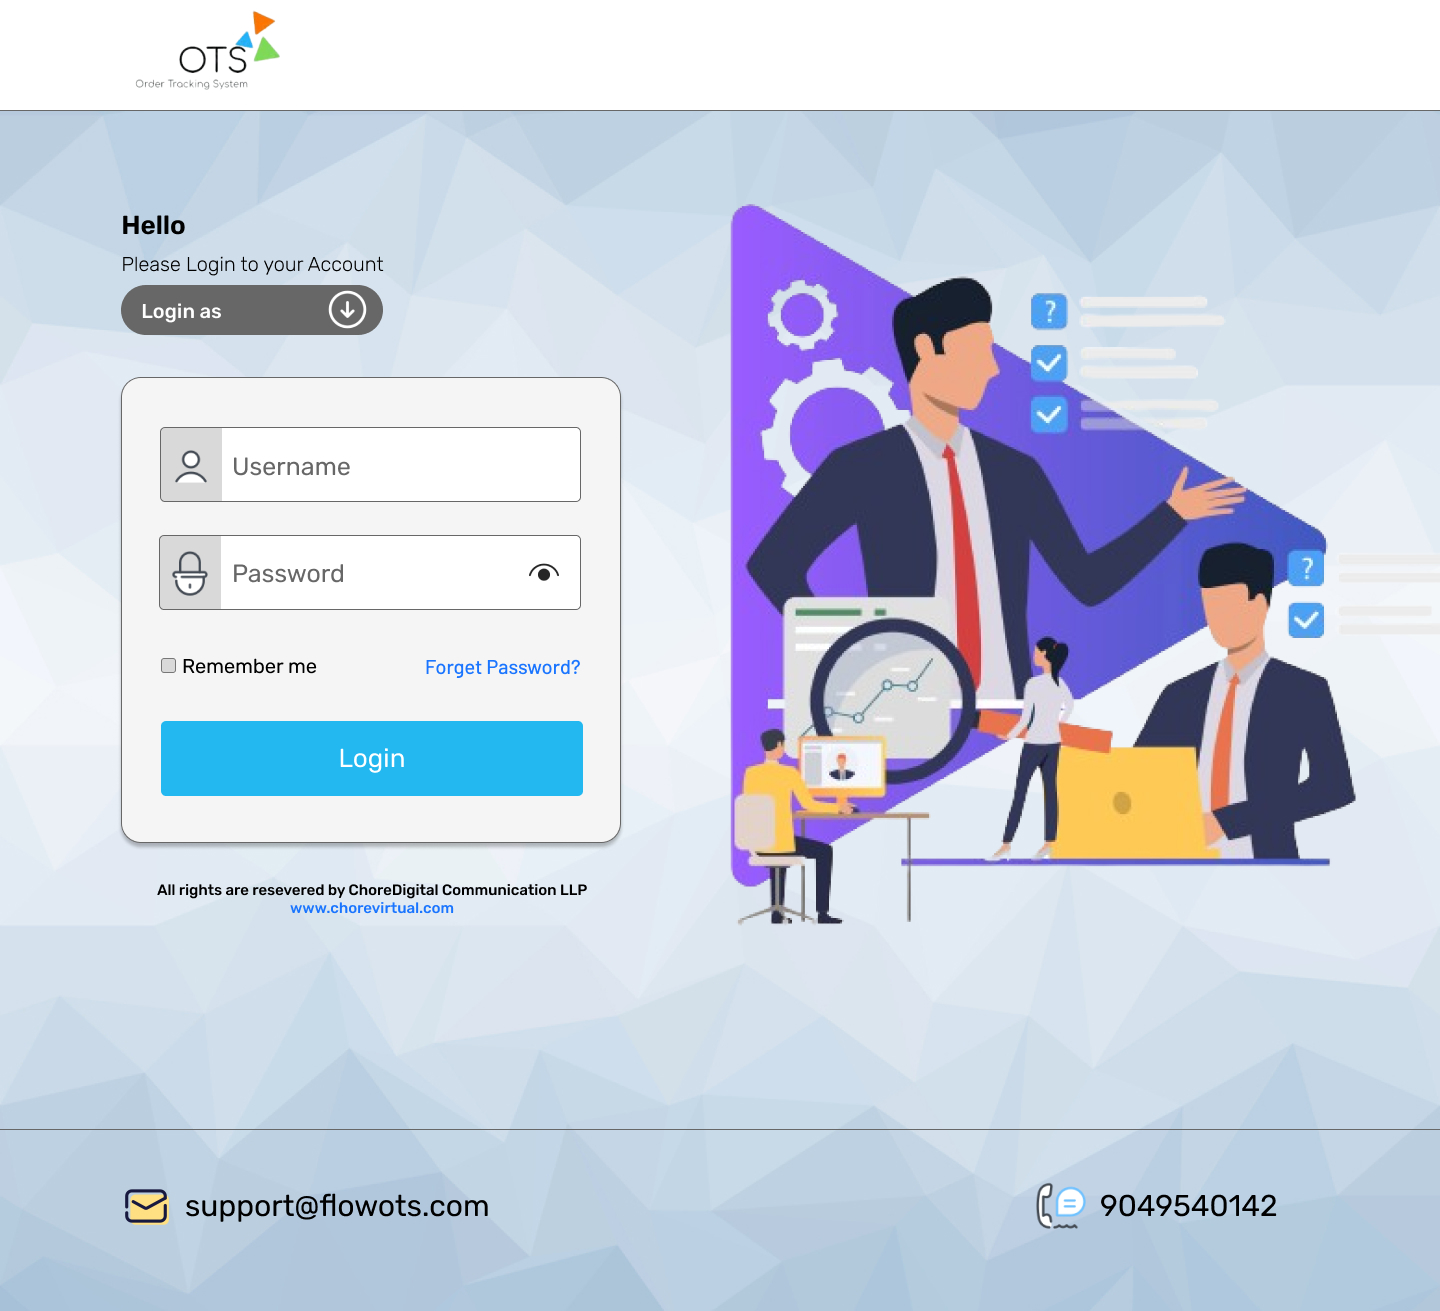 OTS
Order Tracking System
Hello
Please Login to your Account
Login as
Username
Password
Remember me
Forget Password?
Login
All rights are resevered by ChoreDigital Communication LLP
www.chorevirtual.com
?
?
support@flowots.com
9049540142